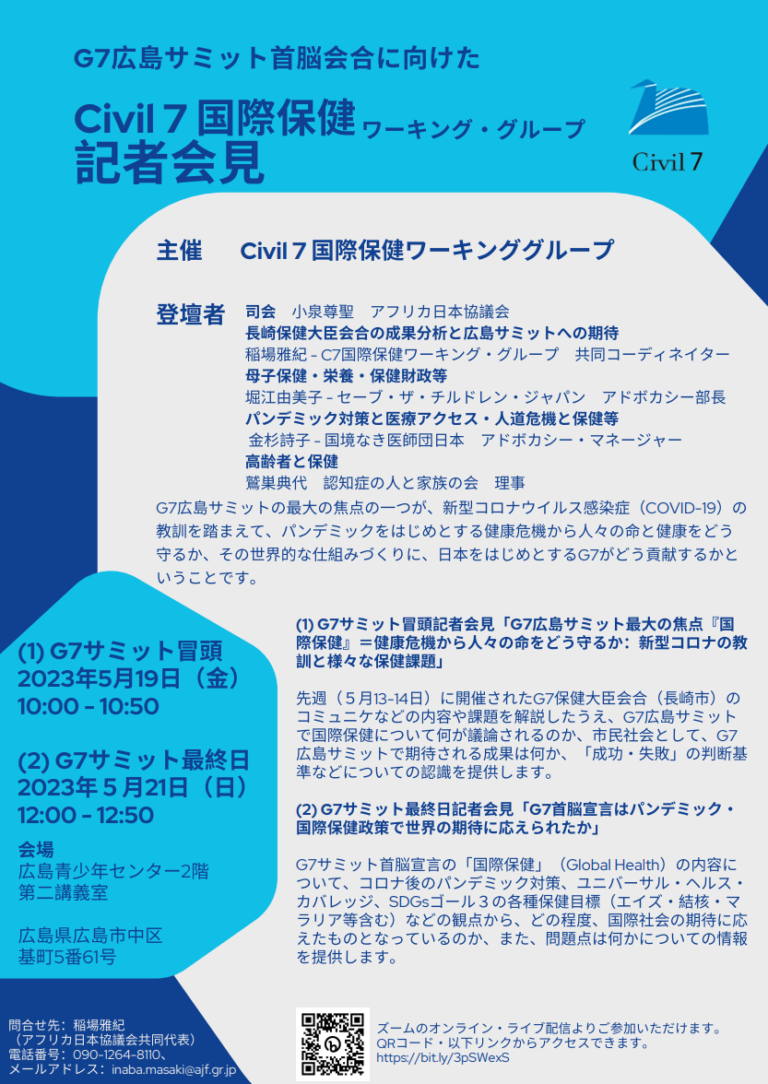 G7広島サミット首脳会合に向けた
Civil 7 国際保健 ワーキング・グループ
記者会見
Civil 7
主催 Civil 7 国際保健ワーキンググループ
登壇者 司会 小泉尊聖 アフリカ日本協議会
長崎保健大臣会合の成果分析と広島サミットへの期待
稲場雅紀 – C7国際保健ワーキング・グループ 共同コーディネイター
母子保健・栄養・保健財政等
堀江由美子 – セーブ・ザ・チルドレン・ジャパン アドボカシー部長
パンデミック対策と医療アクセス・人道危機と保健等
金杉詩子 – 国境なき医師団日本 アドボカシー・マネージャー
高齢者と保健
鷲巣典代 認知症の人と家族の会 理事
G7広島サミットの最大の焦点の一つが、新型コロナウイルス感染症（COVID-19）の
教訓を踏まえて、パンデミックをはじめとする健康危機から人々の命と健康をどう
守るか、その世界的な仕組みづくりに、日本をはじめとするG7がどう貢献するかと
いうことです。
(1) G7サミット冒頭
2023年5月19日（金）
10:00 – 10:50
(2) G7サミット最終日
2023年５月21日（日）
12:00 – 12:50
会場
広島青少年センター2階
第二講義室
広島県広島市中区
基町5番61号
(1) G7サミット冒頭記者会見「G7広島サミット最大の焦点『国
際保健』＝健康危機から人々の命をどう守るか：新型コロナの教
訓と様々な保健課題」
先週（５月13-14日）に開催されたG7保健大臣会合（長崎市）の
コミュニケなどの内容や課題を解説したうえ、G7広島サミット
で国際保健について何が議論されるのか、市民社会として、G7
広島サミットで期待される成果は何か、「成功・失敗」の判断基
準などについての認識を提供します。
(2) G7サミット最終日記者会見「G7首脳宣言はパンデミック・
国際保健政策で世界の期待に応えられたか」
G7サミット首脳宣言の「国際保健」（Global Health）の内容に
ついて、コロナ後のパンデミック対策、ユニバーサル・ヘルス・
カバレッジ、SDGsゴール３の各種保健目標（エイズ・結核・マ
ラリア等含む）などの観点から、どの程度、国際社会の期待に応
えたものとなっているのか、また、問題点は何かについての情報
を提供します。
問合せ先：稲場雅紀
（アフリカ日本協議会共同代表）
電話番号：090-1264-8110、
メールアドレス：inaba.masaki@ajf.gr.jp
ズームのオンライン・ライブ配信よりご参加いただけます。
QRコード・以下リンクからアクセスできます。
https://bit.ly/3pSWexS